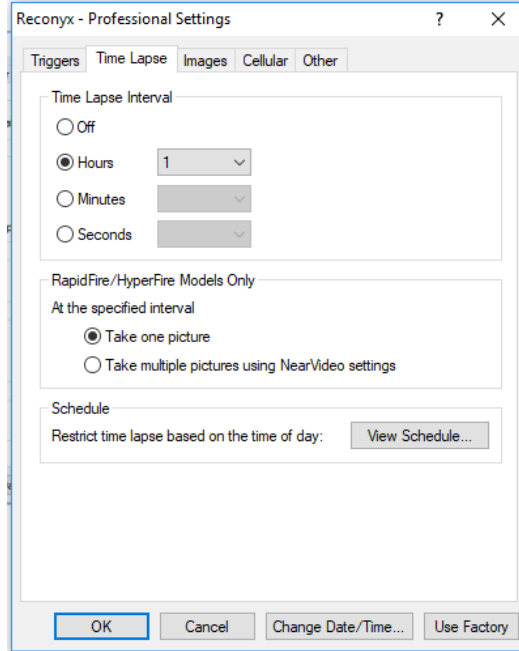 Reconyx - Professional Settings ?
Triggers Time Lapse Images Cellular Other
Time Lapse Interval
Off
Hours 1
Minutes
Seconds
RapidFire/HyperFire Models Only
At the specified interval
Take one picture
Take multiple pictures using NearVideo settings
Schedule
Restrict time lapse based on the time of day: View Schedule...
OK Cancel Change Date/Time... Use Factory